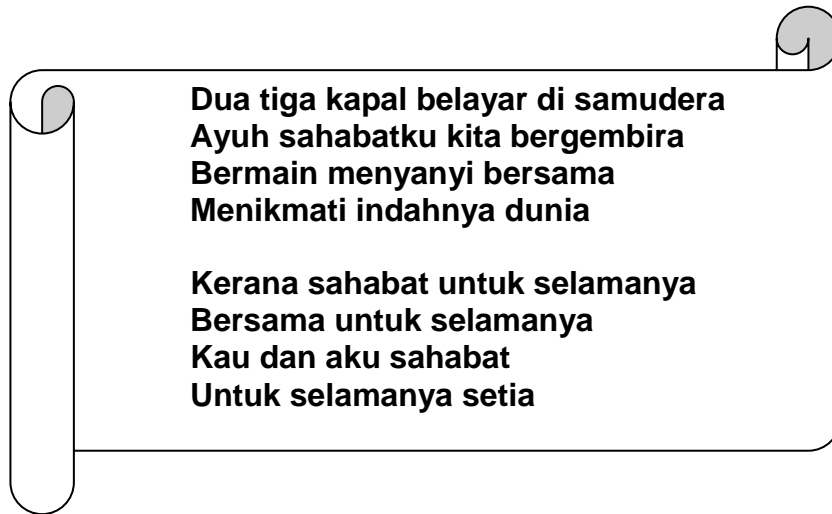 Dua tiga kapal belayar di samudera
Ayuh sahabatku kita bergembira
Bermain menyanyi bersama
Menikmati indahnya dunia

Kerana sahabat untuk selamanya
Bersama untuk selamanya
Kau dan aku sahabat
Untuk selamanya setia